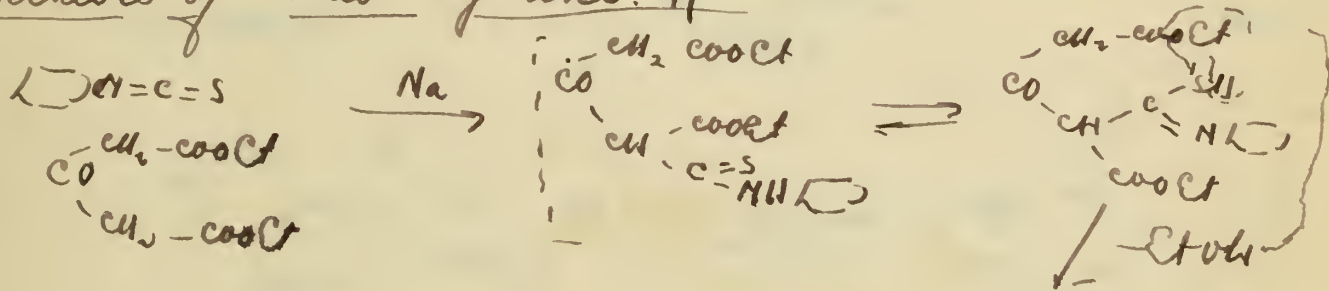 of
N=C=S
CO
CH2-COOEt
CH2-COOEt
Na
CO
CH2 COOEt
CH
COOEt
C=S
NH
CH2-COOEt
CO
CH
C
SH
N
COOEt
-EtOH